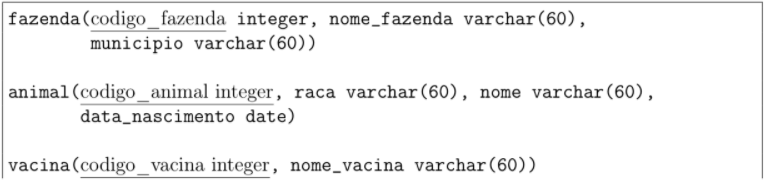 fazenda(codigo_fazenda integer, nome_fazenda varchar(60),
municipio varchar(60))
animal(codigo_animal integer, raca varchar(60), nome varchar(60),
data_nascimento date)
vacina(codigo_vacina integer, nome_vacina varchar(60))